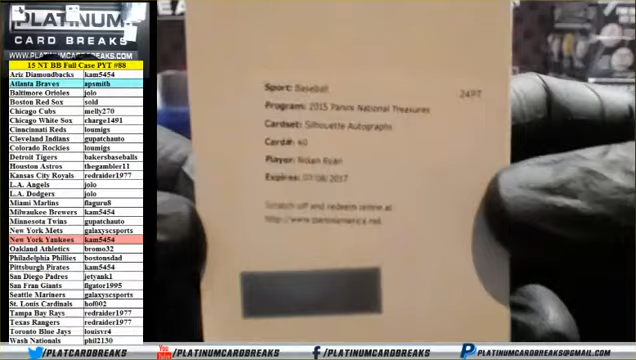 PLATINUM
CARD BREAKS
WWW.PLATINUMCARDBREAKS.COM
15 NT BB Full Case PYT #88
Ariz Diamondbacks kam5454
Atlanta Braves apsmith
Baltimore Orioles jolo
Boston Red Sox sold
Chicago Cubs melly270
Chicago White Sox charge1491
Cincinnati Reds loumigs
Cleveland Indians gupatchauto
Colorado Rockies loumigs
Detroit Tigers bakersbaseballs
Houston Astros thegambler11
Kansas City Royals redraider1977
L.A. Angels jolo
L.A. Dodgers jolo
Miami Marlins flaguru8
Milwaukee Brewers kam5454
Minnesota Twins gupatchauto
New York Mets galaxyscsports
New York Yankees kam5454
Oakland Athletics bromo32
Philadelphia Phillies bostonsdad
Pittsburgh Pirates kam5454
San Diego Padres jetyank1
San Fran Giants flgator1995
Seattle Mariners galaxyscsports
St. Louis Cardinals hof002
Tampa Bay Rays redraider1977
Texas Rangers redraider1977
Toronto Blue Jays louisvr4
Wash Nationals phil2130
Sport: Baseball
Program: 2015 Panini National Treasures
Cardset: Silhouette Autographs
Card#: 40
Player: Nolan Ryan
Expires: 07/08/2017
Scratch off and redeem online at
http://www.paniniamerica.net
/PLATCARDBREAKS
You Tube /PLATINUMCARDBREAKS
/PLATINUMCARDBREAKS
PLATINUMCARDBREAKS@